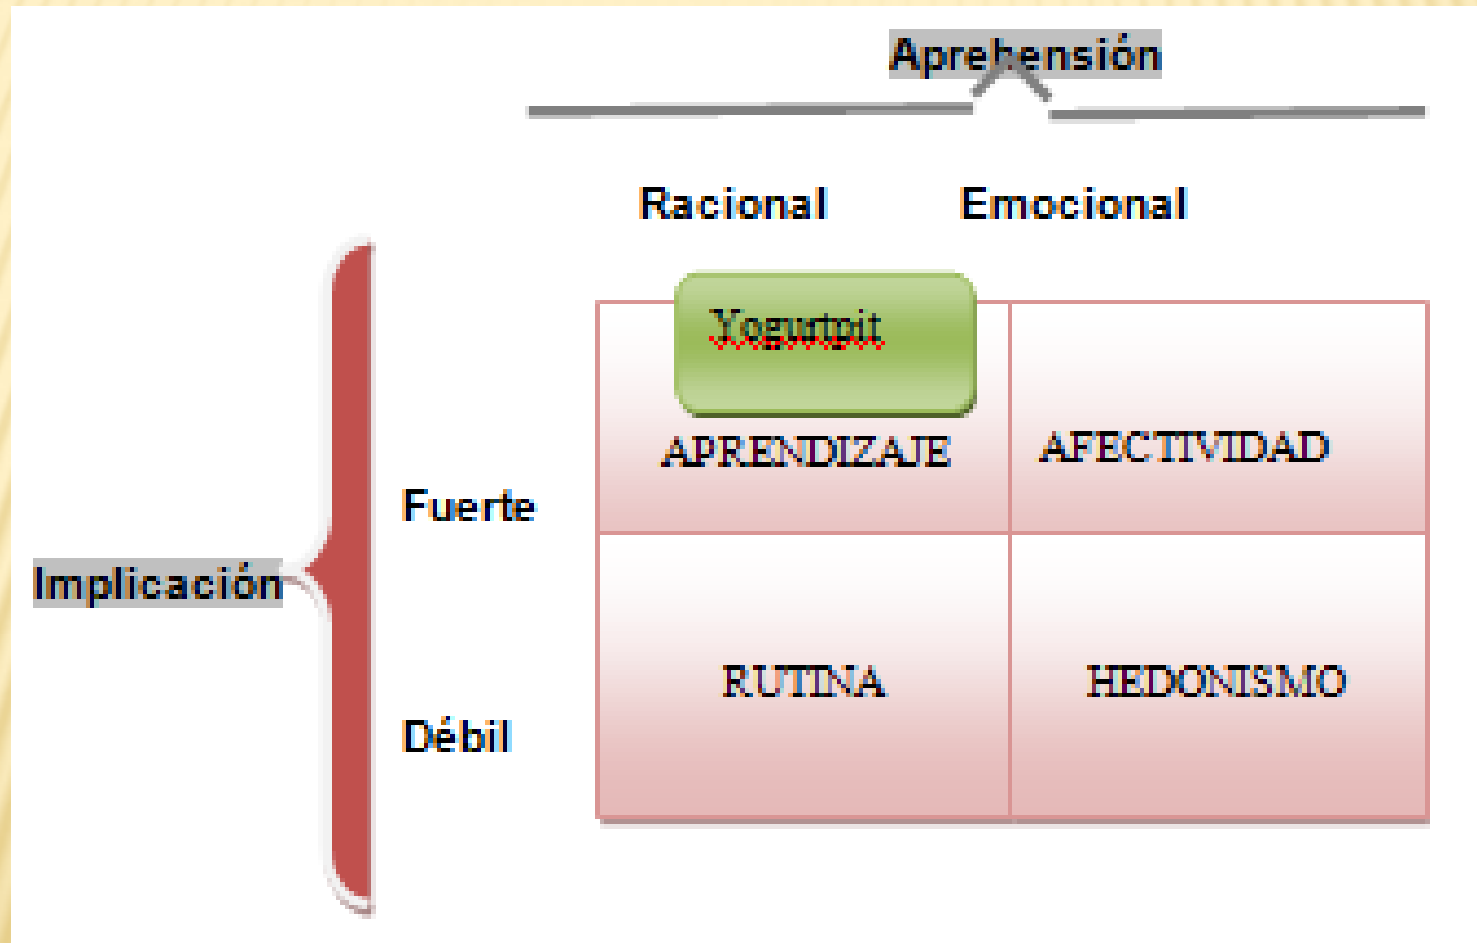 Aprehensión
Racional Emocional
Yogurtpit
APRENDIZAJE AFECTIVIDAD
Fuerte
Implicación
RUTINA HEDONISMO
Débil